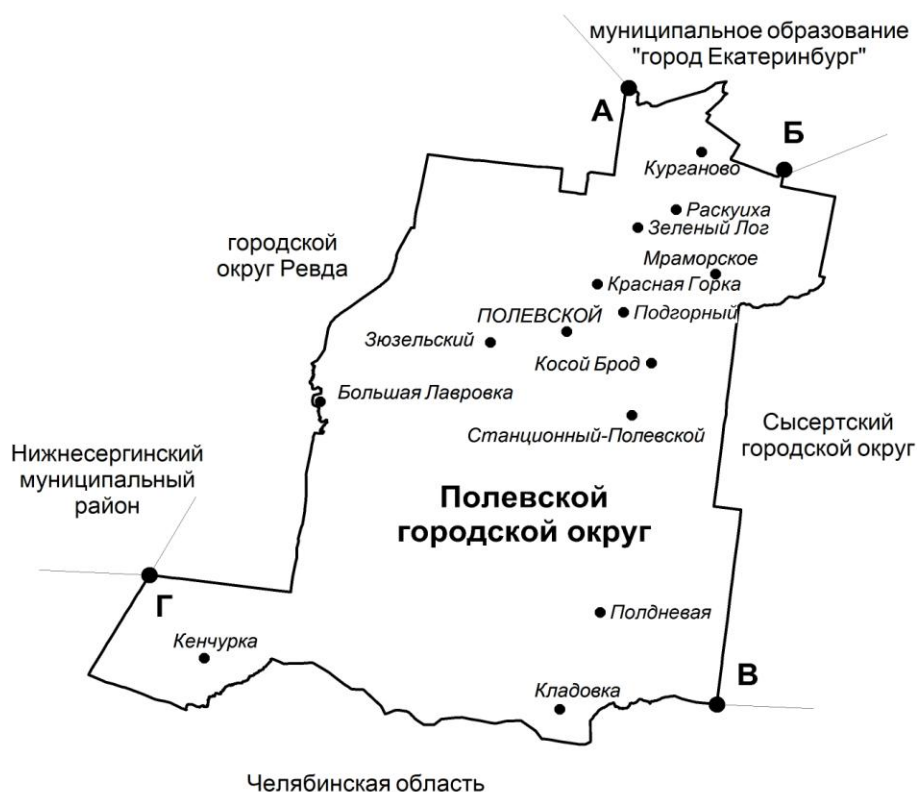 муниципальное образование
"город Екатеринбург"
А
Б
Курганово
Раскуиха
Зеленый Лог
городской
округ Ревда
Мраморское
Красная Горка
ПОЛЕВСКОЙ
Подгорный
Зюзельский
Косой Брод
Большая Лавровка
Станционный-Полевской
Сысертский
городской округ
Нижнесергинский
муниципальный
район
Полевской
городской округ
Г
Полдневая
Кенчурка
В
Кладовка
Челябинская область